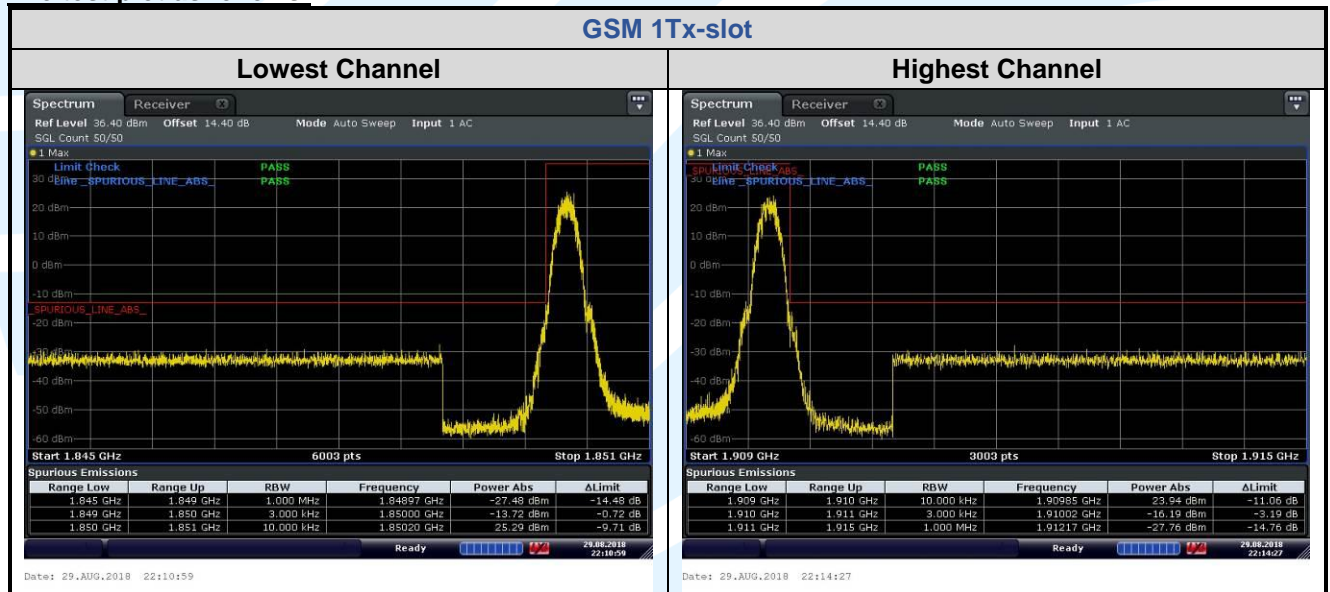 GSM 1Tx-slot
Lowest Channel
Highest Channel
Spectrum Receiver
Ref Level 36.40 dBm Offset 14.40 dB Mode Auto Sweep Input 1 AC
SGL Count 50/50
1 Max
Limit Check PASS
Line _SPURIOUS_LINE_ABS_ PASS
30 dBm
20 dBm
10 dBm
0 dBm
-10 dBm
_SPURIOUS_LINE_ABS_
-20 dBm
-30 dBm
-40 dBm
-50 dBm
-60 dBm
Start 1.845 GHz 6003 pts Stop 1.851 GHz
Spurious Emissions
Range Low Range Up RBW Frequency Power Abs ΔLimit
1.845 GHz 1.849 GHz 1.000 MHz 1.84897 GHz -27.48 dBm -14.48 dB
1.849 GHz 1.850 GHz 3.000 kHz 1.85000 GHz -13.72 dBm -0.72 dB
1.850 GHz 1.851 GHz 10.000 kHz 1.85020 GHz 25.29 dBm -9.71 dB
Ready 29.08.2018
22:10:59
Date: 29.AUG.2018 22:10:59
Spectrum Receiver
Ref Level 36.40 dBm Offset 14.40 dB Mode Auto Sweep Input 1 AC
SGL Count 50/50
1 Max
Limit Check PASS
_SPURIOUS_LINE_ABS_
Line _SPURIOUS_LINE_ABS_ PASS
30 dBm
20 dBm
10 dBm
0 dBm
-10 dBm
-20 dBm
-30 dBm
-40 dBm
-50 dBm
-60 dBm
Start 1.909 GHz 3003 pts Stop 1.915 GHz
Spurious Emissions
Range Low Range Up RBW Frequency Power Abs ΔLimit
1.909 GHz 1.910 GHz 10.000 kHz 1.90985 GHz 23.94 dBm -11.06 dB
1.910 GHz 1.911 GHz 3.000 kHz 1.91002 GHz -16.19 dBm -3.19 dB
1.911 GHz 1.915 GHz 1.000 MHz 1.91217 GHz -27.76 dBm -14.76 dB
Ready 29.08.2018
22:14:27
Date: 29.AUG.2018 22:14:27